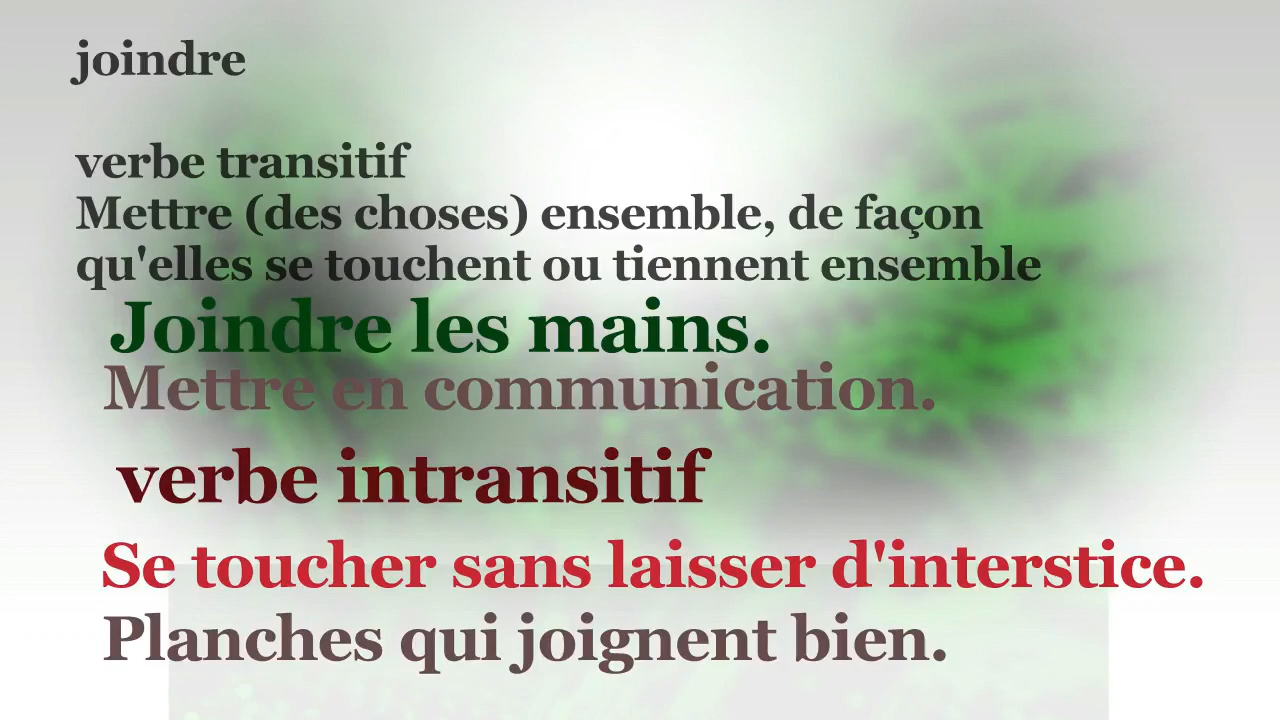 joindre
verbe transitif
Mettre (des choses) ensemble, de façon
qu'elles se touchent ou tiennent ensemble
Joindre les mains.
Mettre en communication.
verbe intransitif
Se toucher sans laisser d'interstice.
Planches qui joignent bien.